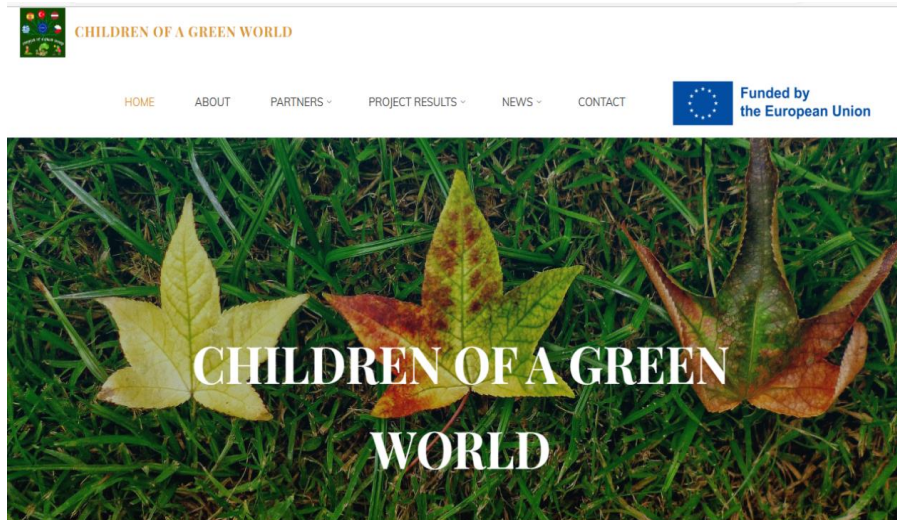 CHILDREN OF A GREEN WORLD
HOME ABOUT PARTNERS PROJECT RESULTS NEWS CONTACT
Funded by
the European Union
CHILDREN OF A GREEN
WORLD